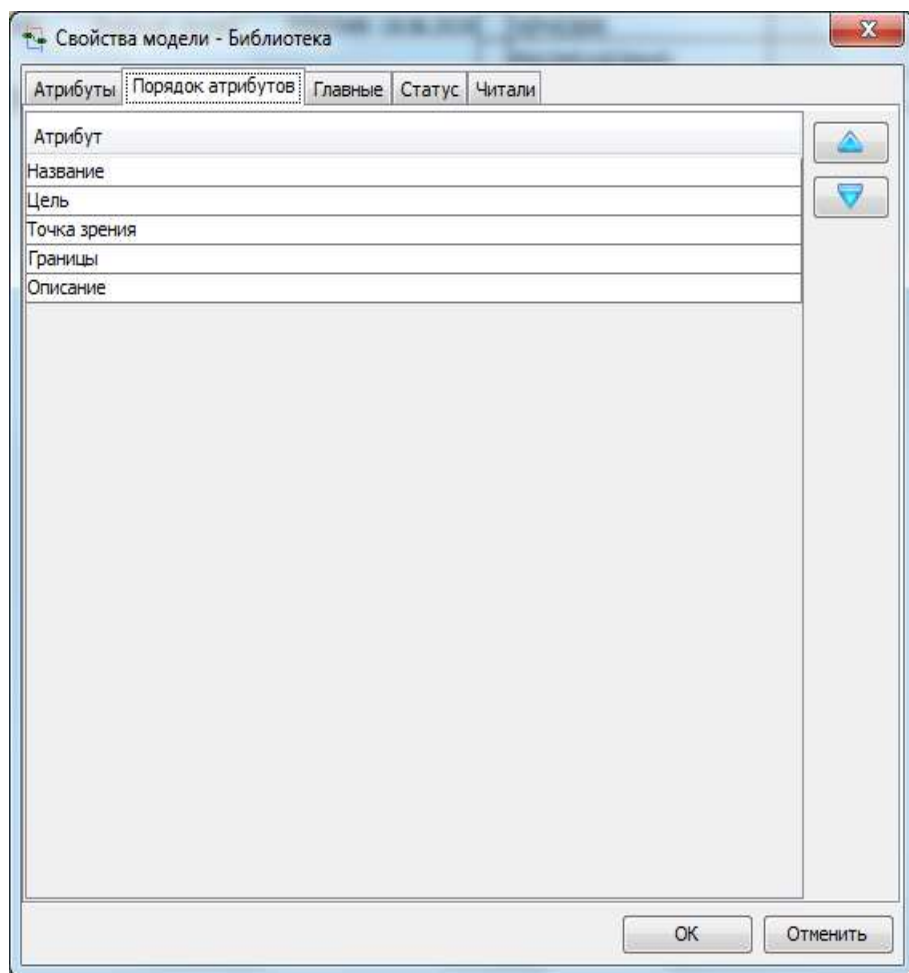 Свойства модели - Библиотека
Атрибуты Порядок атрибутов Главные Статус Читали
Атрибут
Название
Цель
Точка зрения
Границы
Описание
OK Отменить